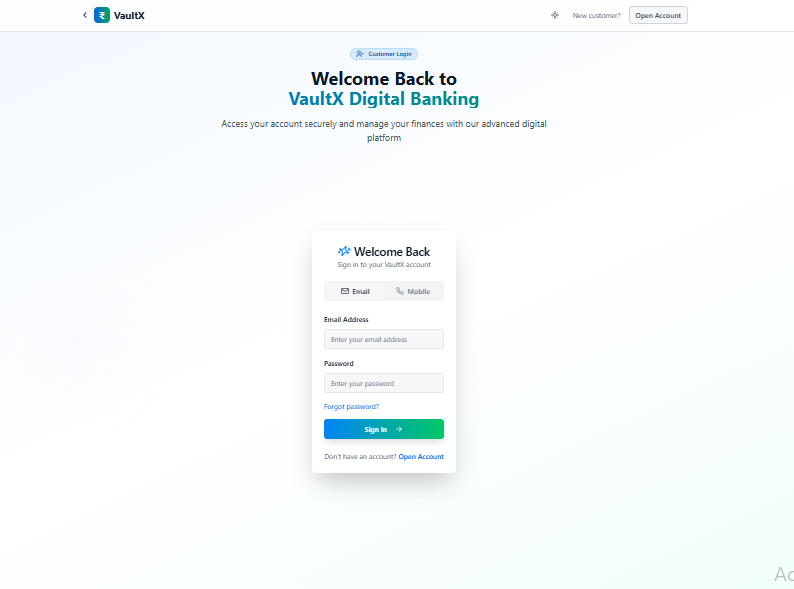 ₹ VaultX
New customer? Open Account
Customer Login
Welcome Back to
VaultX Digital Banking
Access your account securely and manage your finances with our advanced digital
platform
Welcome Back
Sign in to your VaultX account
Email Mobile
Email Address
Enter your email address
Password
Enter your password
Forgot password?
Sign In
Don't have an account? Open Account